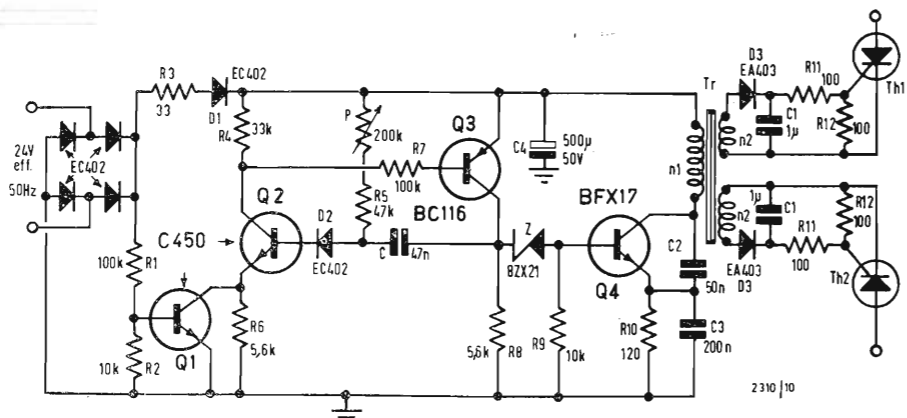 R3
33
EC402
D1
R4
33k
P
200k
R7
100k
Q3
BC116
C4
500µ
50V
Tr
n1
D3
EA403
n2
R11
100
C1
1µ
R12
100
Th1
24V
eff.
50Hz
EC402
Q2
C450
D2
EC402
R5
47k
C
47n
Z
BZX21
BFX17
Q4
C2
50n
n2
1µ
C1
R12
100
R11
100
EA403
D3
Th2
100k
R1
10k
R2
Q1
R6
5,6k
5,6k
R8
R9
10k
R10
120
C3
200n
2310/10